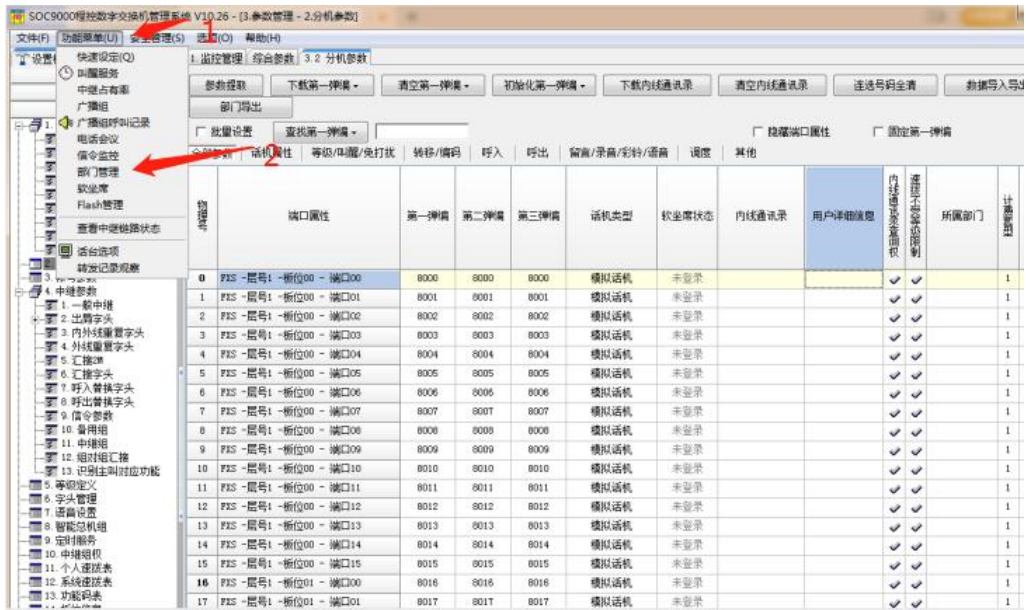 SOC9000程控数字交换机管理系统 V10.26 - [3.参数管理 - 2.分机参数]
文件(F) 功能菜单(U) 管理(S) 选项(O) 帮助(H)
1
设置
快速设定(Q)
叫醒服务
中继占有率
广播组
广播组呼叫记录
电话会议
信令监控
部门管理
软坐席
Flash管理
查看中继链路状态
话台选项
转发记录观察
2
1.监控管理 综合参数 3.2 分机参数
参数提取 下载第一弹编 清空第一弹编 初始化第一弹编 下载内线通讯录 清空内线通讯录 连选号码全清 数据导入导出
部门导出
批量设置 查找第一弹编 隐藏端口属性 固定第一弹编
全部参数 话机属性 等级/叫醒/免打扰 转移/编码 呼入 呼出 留言/录音/彩铃/语音 调度 其他
物理号 端口属性 第一弹编 第二弹编 第三弹编 话机类型 软坐席状态 内线通讯录 用户详细信息 内线通讯录查询权 速拨不受等级限制 所属部门 计费类型
0 FXS -层号1 -板位00 - 端口00 8000 8000 8000 模拟话机 未登录 1
1 FXS -层号1 -板位00 - 端口01 8001 8001 8001 模拟话机 未登录 1
2 FXS -层号1 -板位00 - 端口02 8002 8002 8002 模拟话机 未登录 1
3 FXS -层号1 -板位00 - 端口03 8003 8003 8003 模拟话机 未登录 1
4 FXS -层号1 -板位00 - 端口04 8004 8004 8004 模拟话机 未登录 1
5 FXS -层号1 -板位00 - 端口05 8005 8005 8005 模拟话机 未登录 1
6 FXS -层号1 -板位00 - 端口06 8006 8006 8006 模拟话机 未登录 1
7 FXS -层号1 -板位00 - 端口07 8007 8007 8007 模拟话机 未登录 1
8 FXS -层号1 -板位00 - 端口08 8008 8008 8008 模拟话机 未登录 1
9 FXS -层号1 -板位00 - 端口09 8009 8009 8009 模拟话机 未登录 1
10 FXS -层号1 -板位00 - 端口10 8010 8010 8010 模拟话机 未登录 1
11 FXS -层号1 -板位00 - 端口11 8011 8011 8011 模拟话机 未登录 1
12 FXS -层号1 -板位00 - 端口12 8012 8012 8012 模拟话机 未登录 1
13 FXS -层号1 -板位00 - 端口13 8013 8013 8013 模拟话机 未登录 1
14 FXS -层号1 -板位00 - 端口14 8014 8014 8014 模拟话机 未登录 1
15 FXS -层号1 -板位00 - 端口15 8015 8015 8015 模拟话机 未登录 1
16 FXS -层号1 -板位01 - 端口00 8016 8016 8016 模拟话机 未登录 1
17 FXS -层号1 -板位01 - 端口01 8017 8017 8017 模拟话机 未登录 1
1.
4. 中继参数
1. 一般中继
2. 出局字头
3. 内外线重复字头
4. 外线重复字头
5. 汇接2M
6. 汇接字头
7. 呼入替换字头
8. 呼出替换字头
9. 信令参数
10. 备用组
11. 中继组
12. 组对组汇接
13. 识别主叫对应功能
5. 等级定义
6. 字头管理
7. 语音设置
8. 智能总机组
9. 定时服务
10. 中继组权
11. 个人速拨表
12. 系统速拨表
13. 功能码表